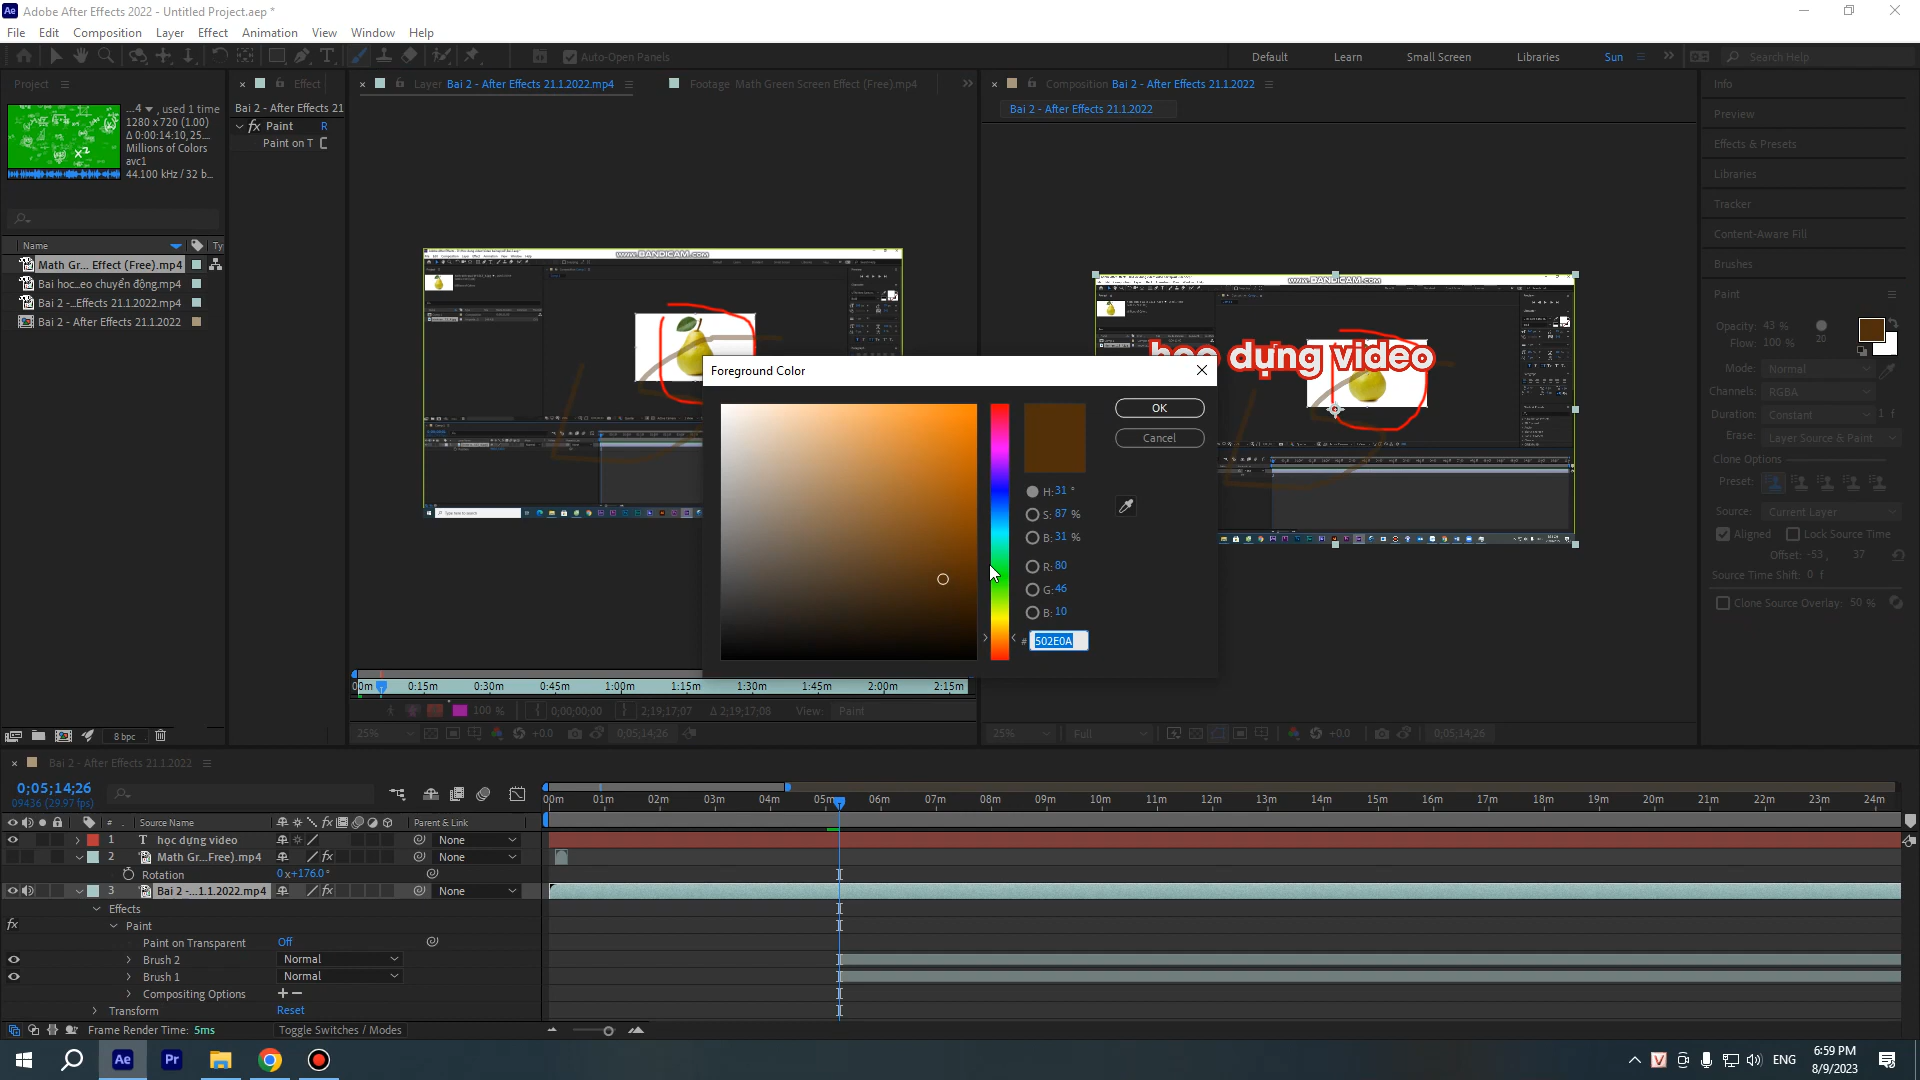 Adobe After Effects 2022 - Untitled Project.aep *
File Edit Composition Layer Effect Animation View Window Help
Auto-Open Panels
Default Learn Small Screen Libraries Sun Search Help
Project
Effect
Layer Bai 2 - After Effects 21.1.2022.mp4
Footage Math Green Screen Effect (Free).mp4
Composition Bai 2 - After Effects 21.1.2022
Info
...4 , used 1 time
1280 x 720 (1.00)
Δ 0:00:14:10, 25....
Millions of Colors
avc1
44.100 kHz / 32 b...
Bai 2 - After Effects 21
fx Paint R
Paint on T
Bai 2 - After Effects 21.1.2022
Preview
Effects & Presets
Libraries
Tracker
Content-Aware Fill
Brushes
Name Ty
Math Gr... Effect (Free).mp4
Bai hoc...eo chuyển động.mp4
Bai 2 -...Effects 21.1.2022.mp4
Bai 2 - After Effects 21.1.2022
www.BANDICAM.com
www.BANDICAM.com
học dựng video
Paint
Opacity: 43 %
Flow: 100 %
20
Mode: Normal
Channels: RGBA
Duration: Constant 1 f
Erase: Layer Source & Paint
Clone Options
Preset:
Source: Current Layer
Aligned Lock Source Time
Offset: -53, 37
Source Time Shift: 0 f
Clone Source Overlay: 50 %
Foreground Color
OK
Cancel
H: 31 °
S: 87 %
B: 31 %
R: 80
G: 46
B: 10
# 502E0A
0m 0:15m 0:30m 0:45m 1:00m 1:15m 1:30m 1:45m 2:00m 2:15m
100 % 0;00;00;00 2;19;17;07 Δ 2;19;17;08 View: Paint
25% +0.0 0;05;14;26
25% Full +0.0 0;05;14;26
8 bpc
Bai 2 - After Effects 21.1.2022
0;05;14;26
09436 (29.97 fps)
00m 01m 02m 03m 04m 05m 06m 07m 08m 09m 10m 11m 12m 13m 14m 15m 16m 17m 18m 19m 20m 21m 22m 23m 24m
# Source Name Parent & Link
1 T học dựng video None
2 Math Gr...Free).mp4 None
Rotation 0x+176.0°
3 Bai 2 -...1.1.2022.mp4 None
Effects
fx Paint
Paint on Transparent Off
Brush 2 Normal
Brush 1 Normal
Compositing Options + −
Transform Reset
Frame Render Time: 5ms Toggle Switches / Modes
Ae Pr
ENG
6:59 PM
8/9/2023